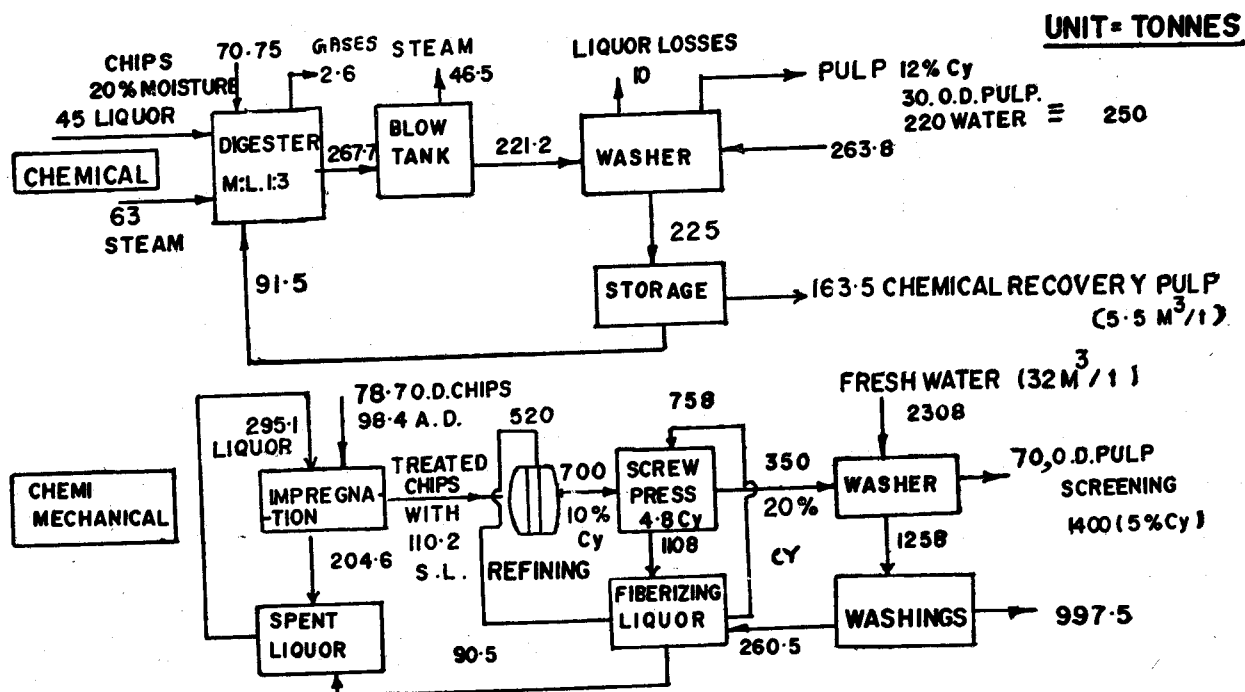 UNIT= TONNES
CHIPS
20% MOISTURE
70.75
GASES
2.6
STEAM
46.5
LIQUOR LOSSES
10
PULP 12% Cy
30.O.D.PULP.
220 WATER = 250
45 LIQUOR
CHEMICAL
DIGESTER
M:L.1:3
267.7
BLOW
TANK
221.2
WASHER
263.8
63
STEAM
225
91.5
STORAGE
163.5 CHEMICAL RECOVERY PULP
(5.5 M³/t)
FRESH WATER (32M³/t)
2308
295.1
LIQUOR
78.70.D.CHIPS
98.4 A.D.
520
758
CHEMI
MECHANICAL
IMPREGNA
-TION
TREATED
CHIPS
WITH
110.2
S.L.
REFINING
700
10%
Cy
SCREW
PRESS
4.8Cy
350
20%
CY
WASHER
70,O.D.PULP
SCREENING
1400(5%Cy)
204.6
1108
1258
SPENT
LIQUOR
90.5
FIBERIZING
LIQUOR
260.5
WASHINGS
997.5